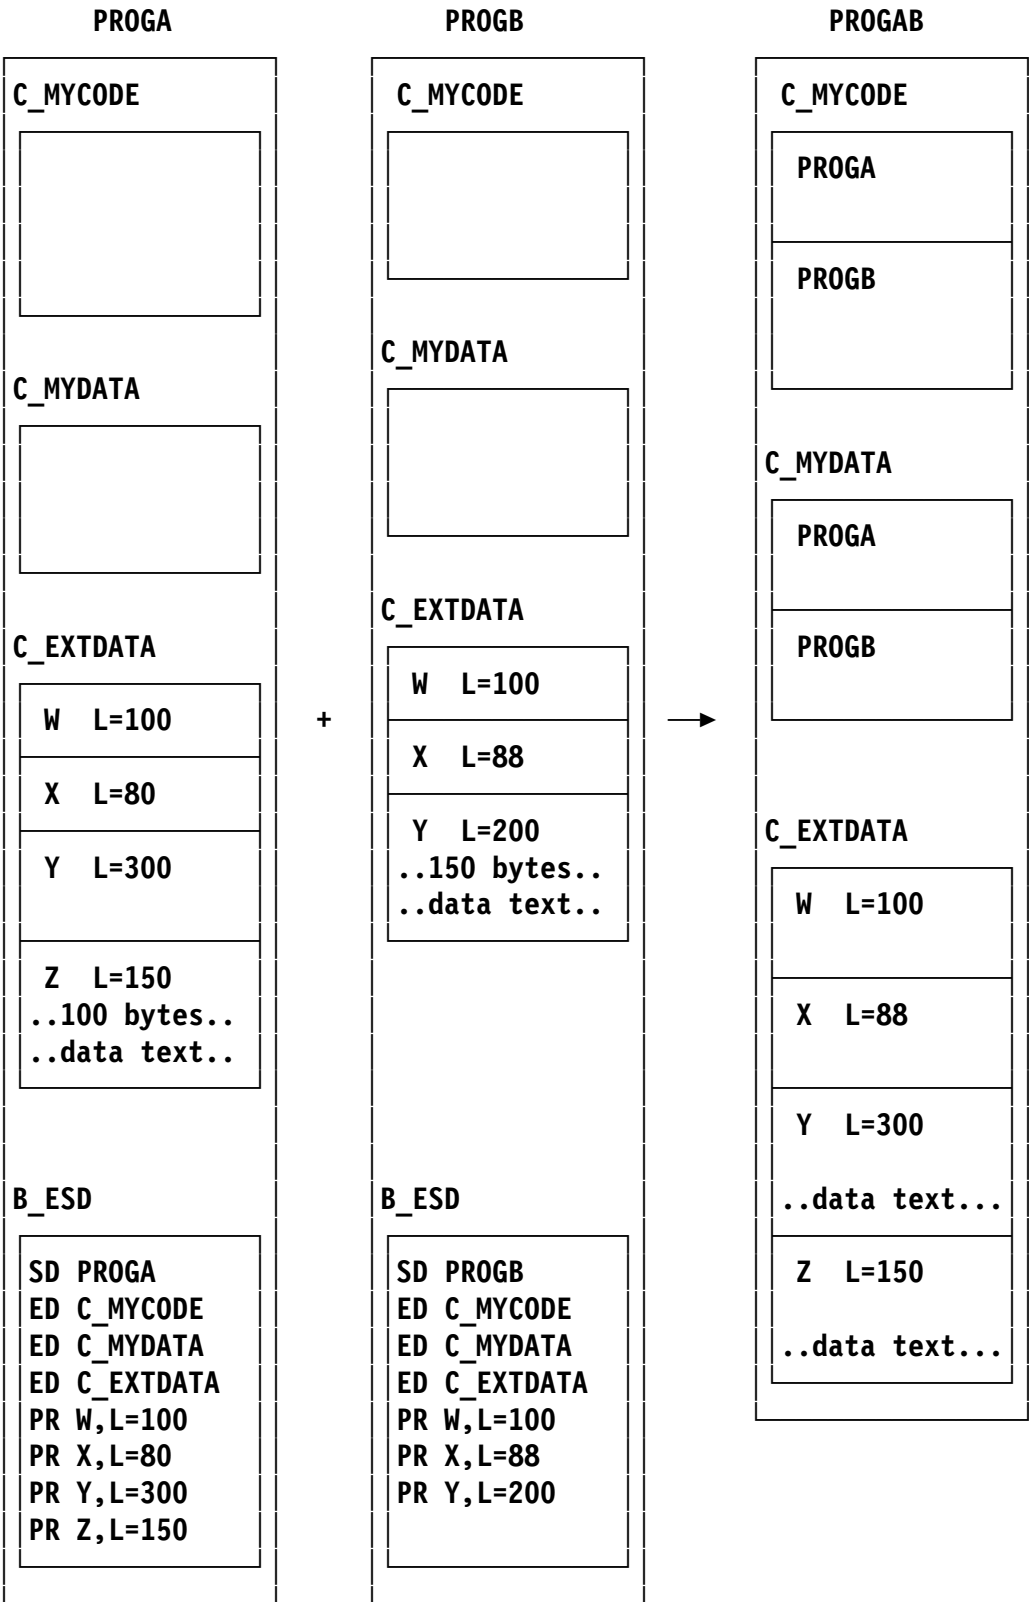 PROGA
C_MYCODE
C_MYDATA
C_EXTDATA
W L=100
X L=80
Y L=300
Z L=150
..100 bytes..
..data text..
B_ESD
SD PROGA
ED C_MYCODE
ED C_MYDATA
ED C_EXTDATA
PR W,L=100
PR X,L=80
PR Y,L=300
PR Z,L=150
+
PROGB
C_MYCODE
C_MYDATA
C_EXTDATA
W L=100
X L=88
Y L=200
..150 bytes..
..data text..
B_ESD
SD PROGB
ED C_MYCODE
ED C_MYDATA
ED C_EXTDATA
PR W,L=100
PR X,L=88
PR Y,L=200
PROGAB
C_MYCODE
PROGA
PROGB
C_MYDATA
PROGA
PROGB
C_EXTDATA
W L=100
X L=88
Y L=300
..data text...
Z L=150
..data text...